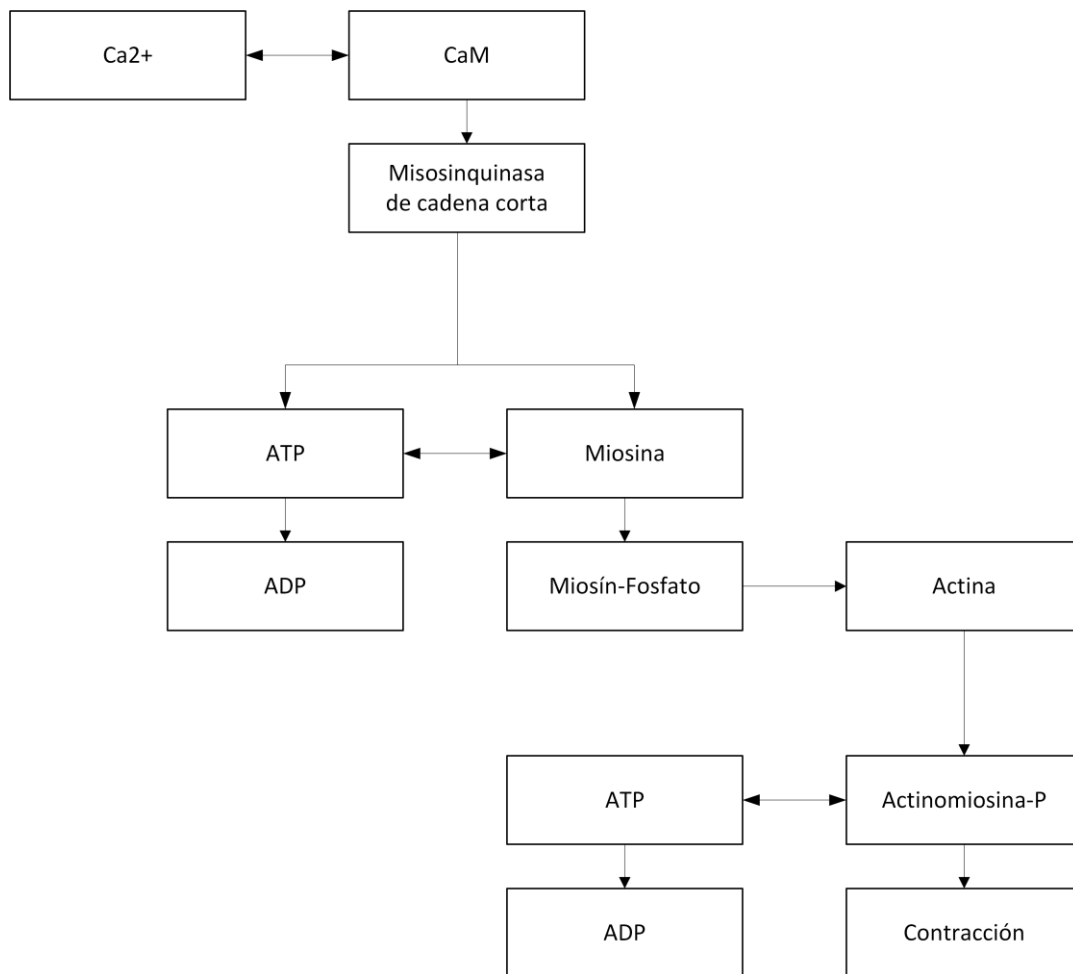 Ca2+
CaM
Misosinquinasa
de cadena corta
ATP
Miosina
ADP
Miosín-Fosfato
Actina
ATP
Actinomiosina-P
ADP
Contracción